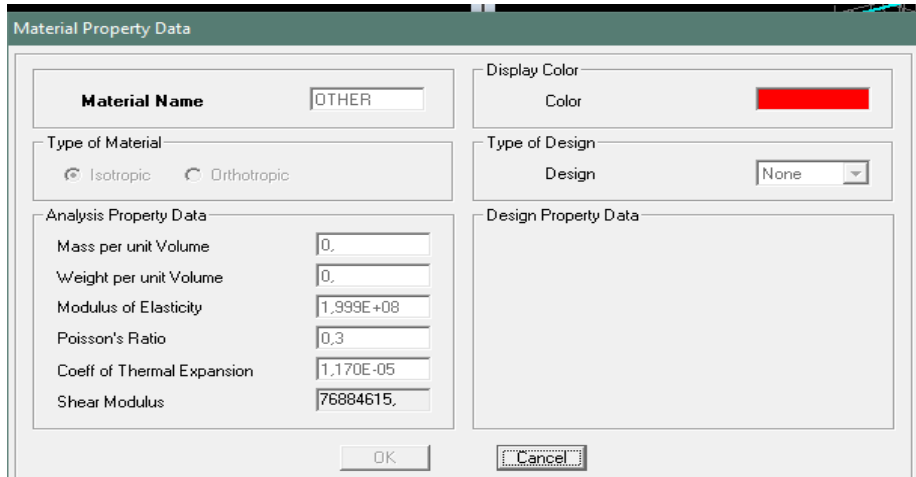 Material Property Data
Material Name OTHER
Display Color
Color
Type of Material
Isotropic Orthotropic
Type of Design
Design None
Analysis Property Data
Mass per unit Volume 0,
Weight per unit Volume 0,
Modulus of Elasticity 1,999E+08
Poisson's Ratio 0,3
Coeff of Thermal Expansion 1,170E-05
Shear Modulus 76884615,
Design Property Data
OK Cancel